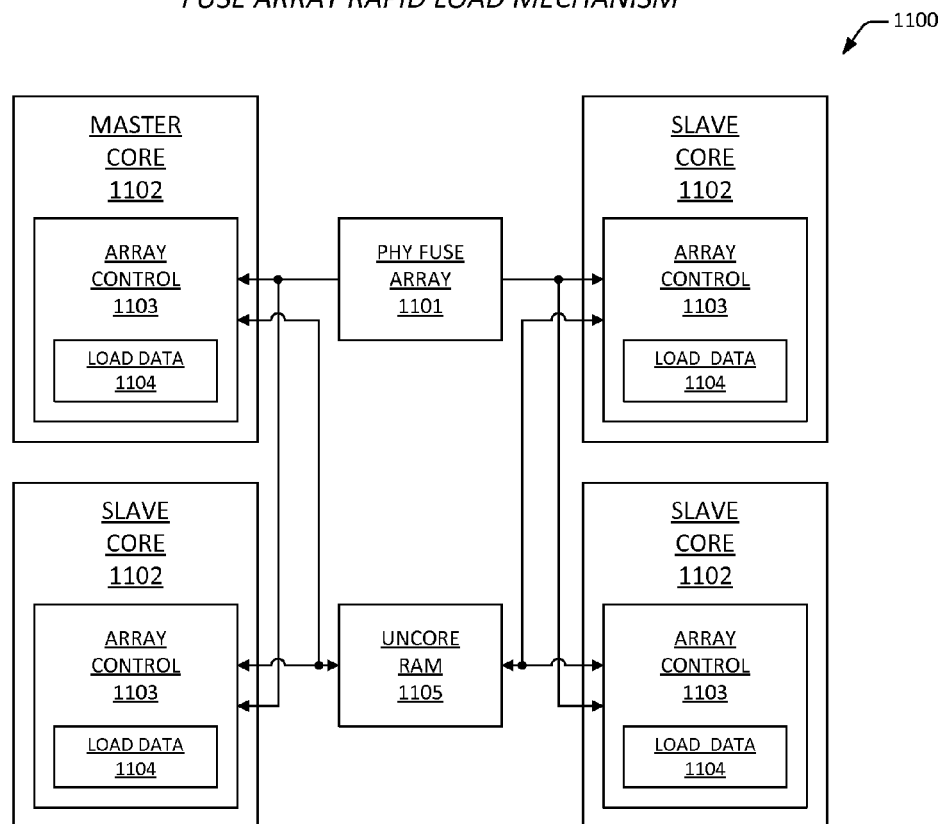 FUSE ARRAY RAPID LOAD MECHANISM
1100
MASTER
CORE
1102
ARRAY
CONTROL
1103
LOAD DATA
1104
PHY FUSE
ARRAY
1101
SLAVE
CORE
1102
ARRAY
CONTROL
1103
LOAD DATA
1104
SLAVE
CORE
1102
ARRAY
CONTROL
1103
LOAD DATA
1104
UNCORE
RAM
1105
SLAVE
CORE
1102
ARRAY
CONTROL
1103
LOAD DATA
1104